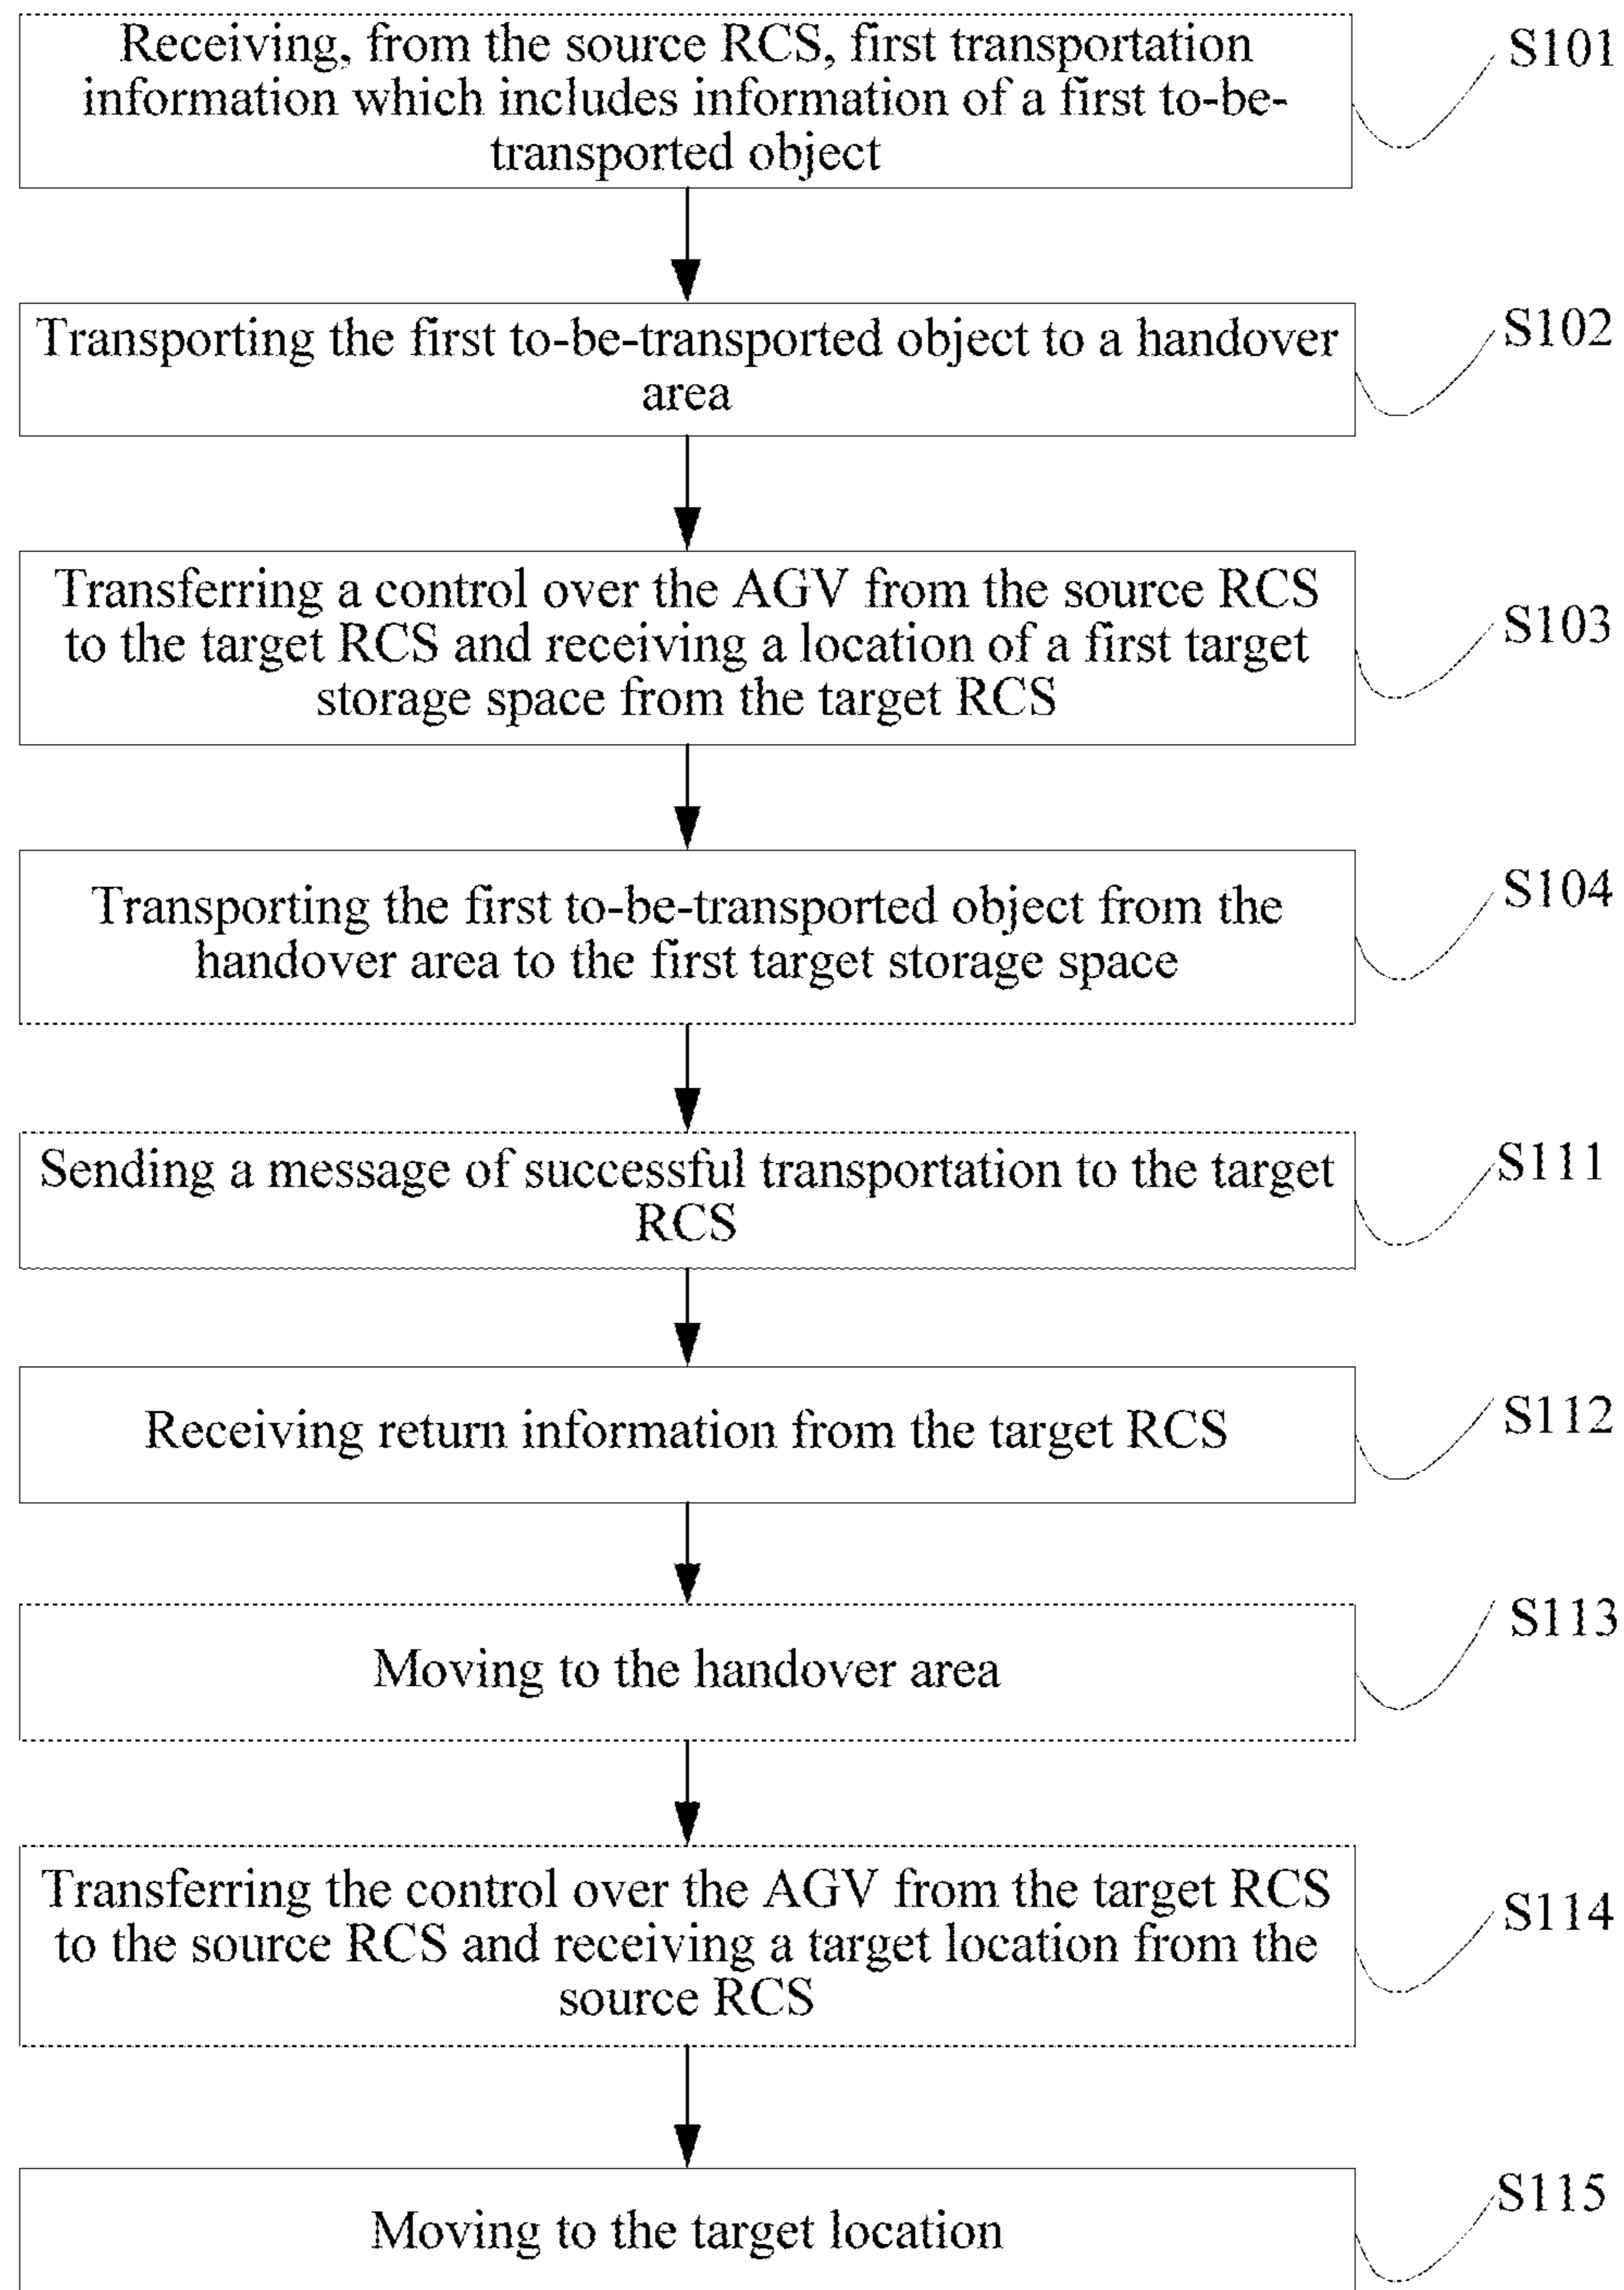 Receiving, from the source RCS, first transportation
information which includes information of a first to-be-
transported object
S101
Transporting the first to-be-transported object to a handover
area
S102
Transferring a control over the AGV from the source RCS
to the target RCS and receiving a location of a first target
storage space from the target RCS
S103
Transporting the first to-be-transported object from the
handover area to the first target storage space
S104
Sending a message of successful transportation to the target
RCS
S111
Receiving return information from the target RCS
S112
Moving to the handover area
S113
Transferring the control over the AGV from the target RCS
to the source RCS and receiving a target location from the
source RCS
S114
Moving to the target location
S115